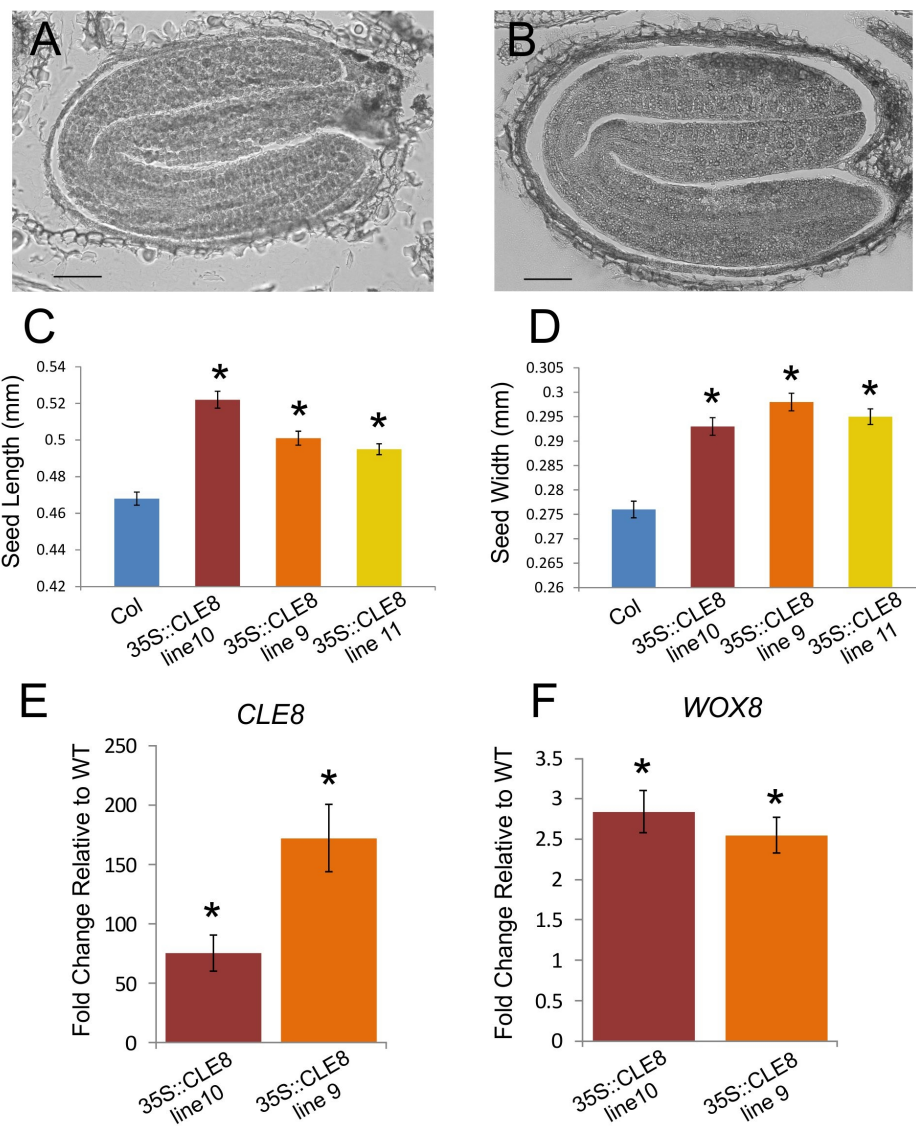 A
B
C
D
Seed Length (mm)
0.54
0.52
0.5
0.48
0.46
0.44
0.42
*
*
*
Col
35S::CLE8
line10
35S::CLE8
line 9
35S::CLE8
line 11
Seed Width (mm)
0.305
0.3
0.295
0.29
0.285
0.28
0.275
0.27
0.265
0.26
*
*
*
Col
35S::CLE8
line10
35S::CLE8
line 9
35S::CLE8
line 11
E
CLE8
Fold Change Relative to WT
250
200
150
100
50
0
*
*
35S::CLE8
line10
35S::CLE8
line 9
F
WOX8
Fold Change Relative to WT
3.5
3
2.5
2
1.5
1
0.5
0
*
*
35S::CLE8
line10
35S::CLE8
line 9